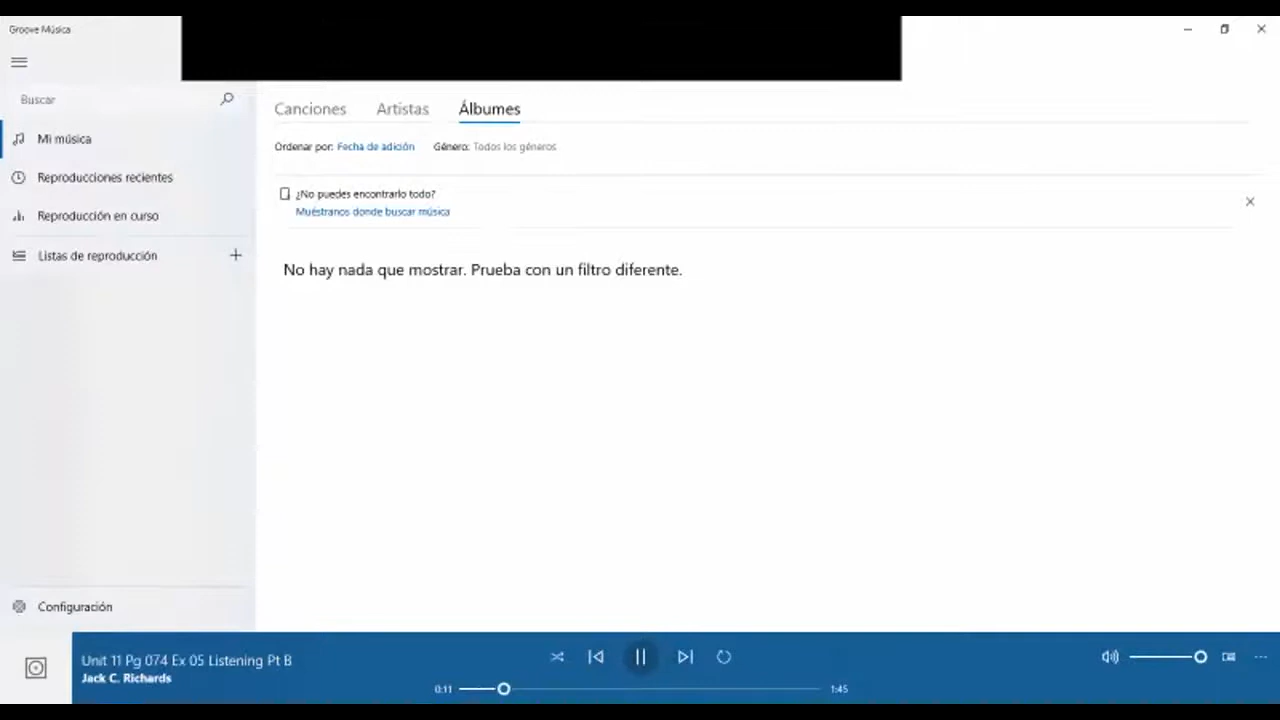 Groove Música
Buscar
Mi música
Reproducciones recientes
Reproducción en curso
Listas de reproducción
Configuración
Canciones Artistas Álbumes
Ordenar por: Fecha de adición Género: Todos los géneros
¿No puedes encontrarlo todo?
Muéstranos donde buscar música
No hay nada que mostrar. Prueba con un filtro diferente.
Unit 11 Pg 074 Ex 05 Listening Pt B
Jack C. Richards
0:11 1:45